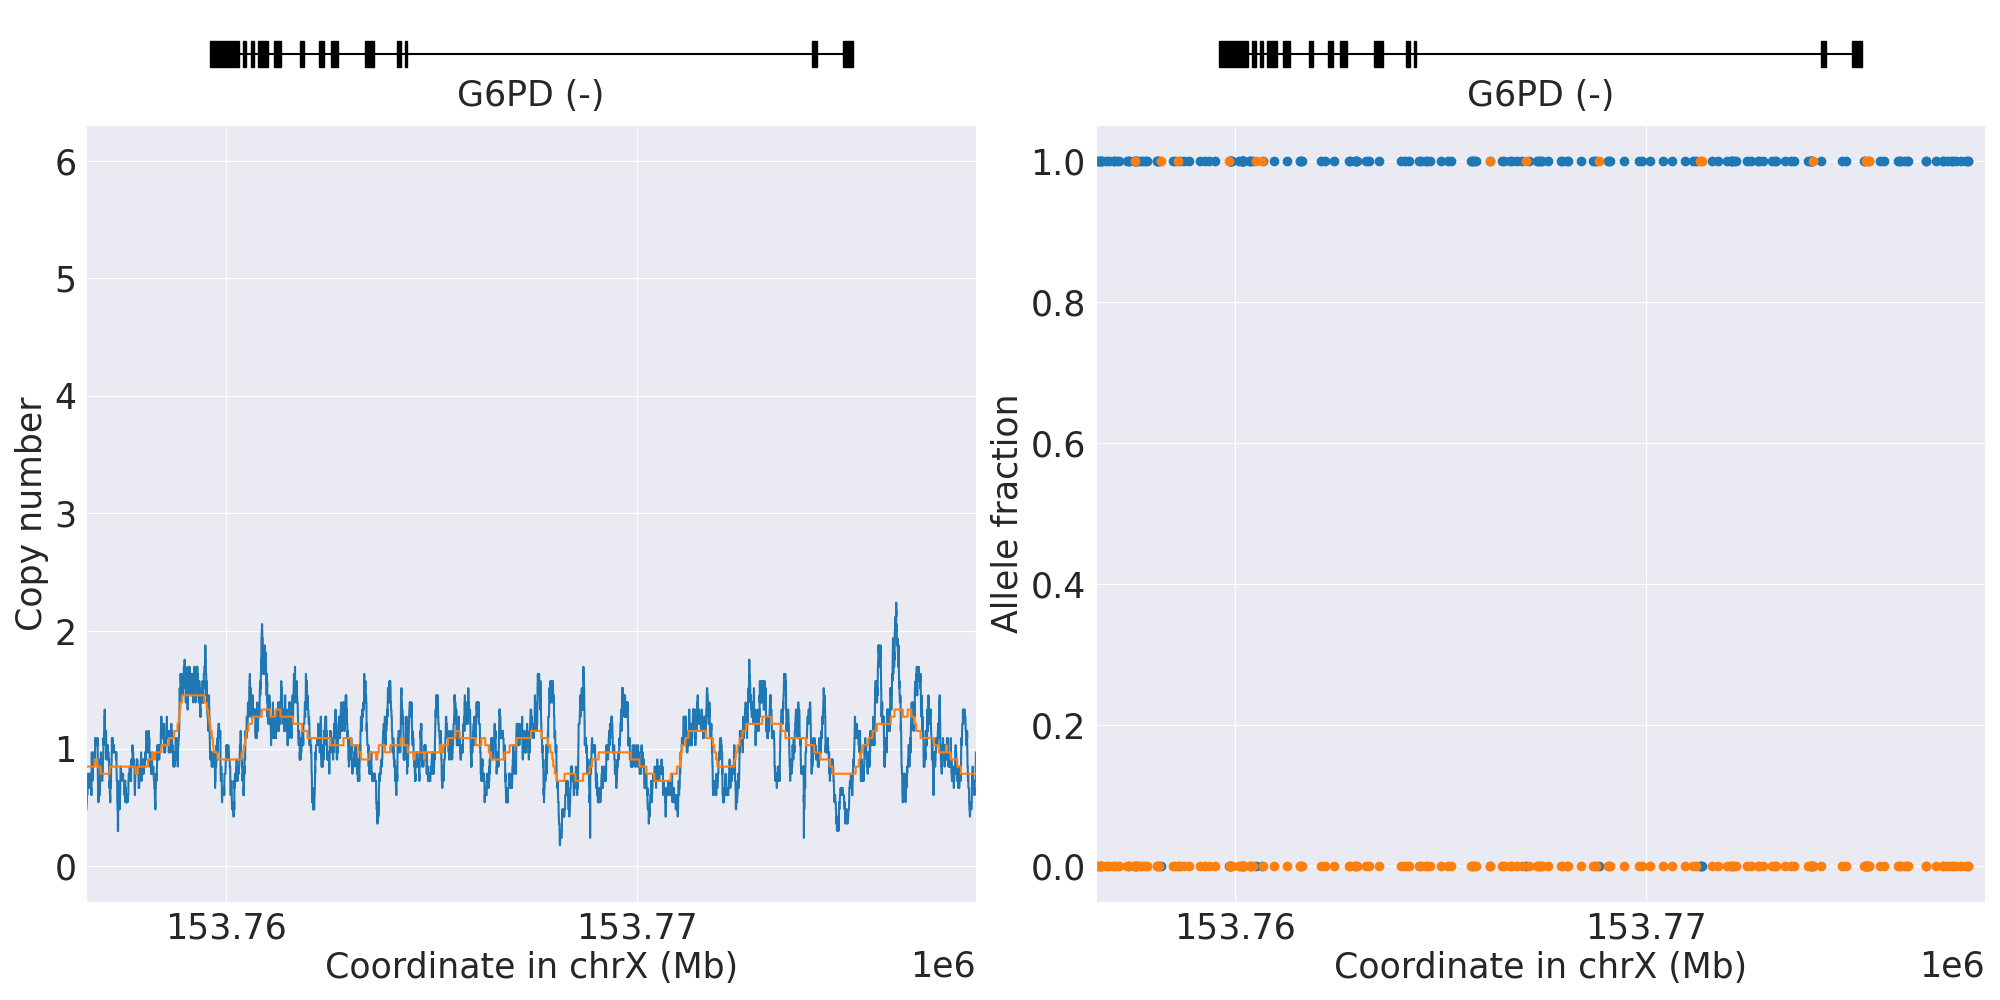 G6PD (-)
6
5
4
3
2
1
0
Copy number
153.76
153.77
Coordinate in chrX (Mb)
1e6
G6PD (-)
1.0
0.8
0.6
0.4
0.2
0.0
Allele fraction
153.76
153.77
Coordinate in chrX (Mb)
1e6